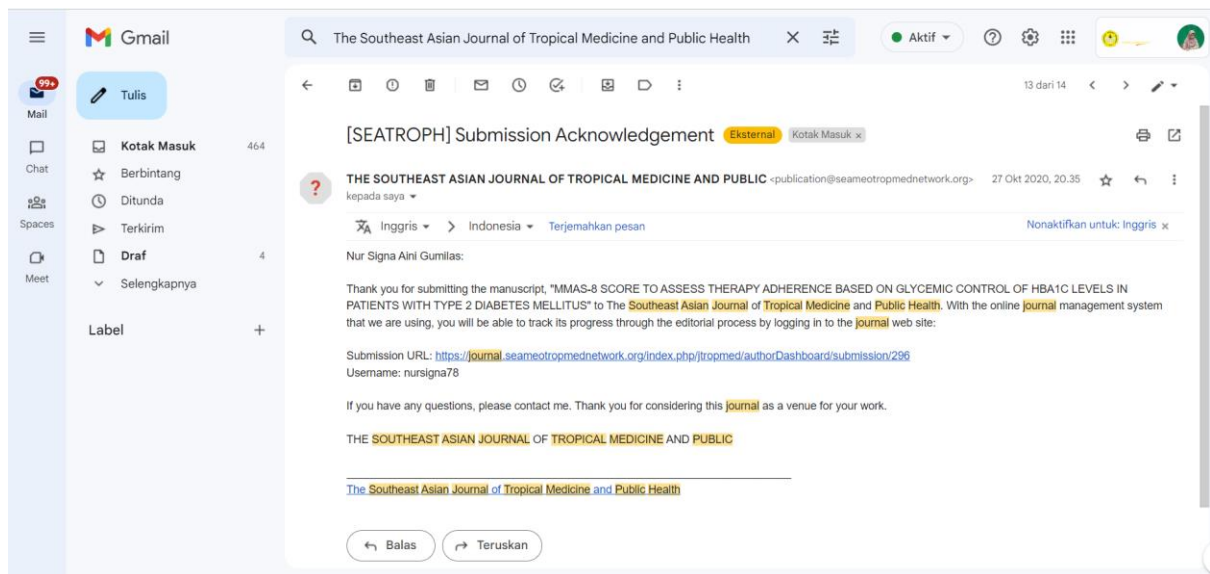 Gmail
The Southeast Asian Journal of Tropical Medicine and Public Health
Aktif
99+
Mail
Chat
Spaces
Meet
Tulis
Kotak Masuk 464
Berbintang
Ditunda
Terkirim
Draf 4
Selengkapnya
Label
13 dari 14
[SEATROPH] Submission Acknowledgement Eksternal Kotak Masuk x
THE SOUTHEAST ASIAN JOURNAL OF TROPICAL MEDICINE AND PUBLIC <publication@seameotropmednetwork.org> 27 Okt 2020, 20.35
kepada saya
Inggris > Indonesia Terjemahkan pesan Nonaktifkan untuk: Inggris x
Nur Signa Aini Gumilas:
Thank you for submitting the manuscript, "MMAS-8 SCORE TO ASSESS THERAPY ADHERENCE BASED ON GLYCEMIC CONTROL OF HBA1C LEVELS IN
PATIENTS WITH TYPE 2 DIABETES MELLITUS" to The Southeast Asian Journal of Tropical Medicine and Public Health. With the online journal management system
that we are using, you will be able to track its progress through the editorial process by logging in to the journal web site:
Submission URL: https://journal.seameotropmednetwork.org/index.php/jtropmed/authorDashboard/submission/296
Username: nursigna78
If you have any questions, please contact me. Thank you for considering this journal as a venue for your work.
THE SOUTHEAST ASIAN JOURNAL OF TROPICAL MEDICINE AND PUBLIC
The Southeast Asian Journal of Tropical Medicine and Public Health
Balas
Teruskan